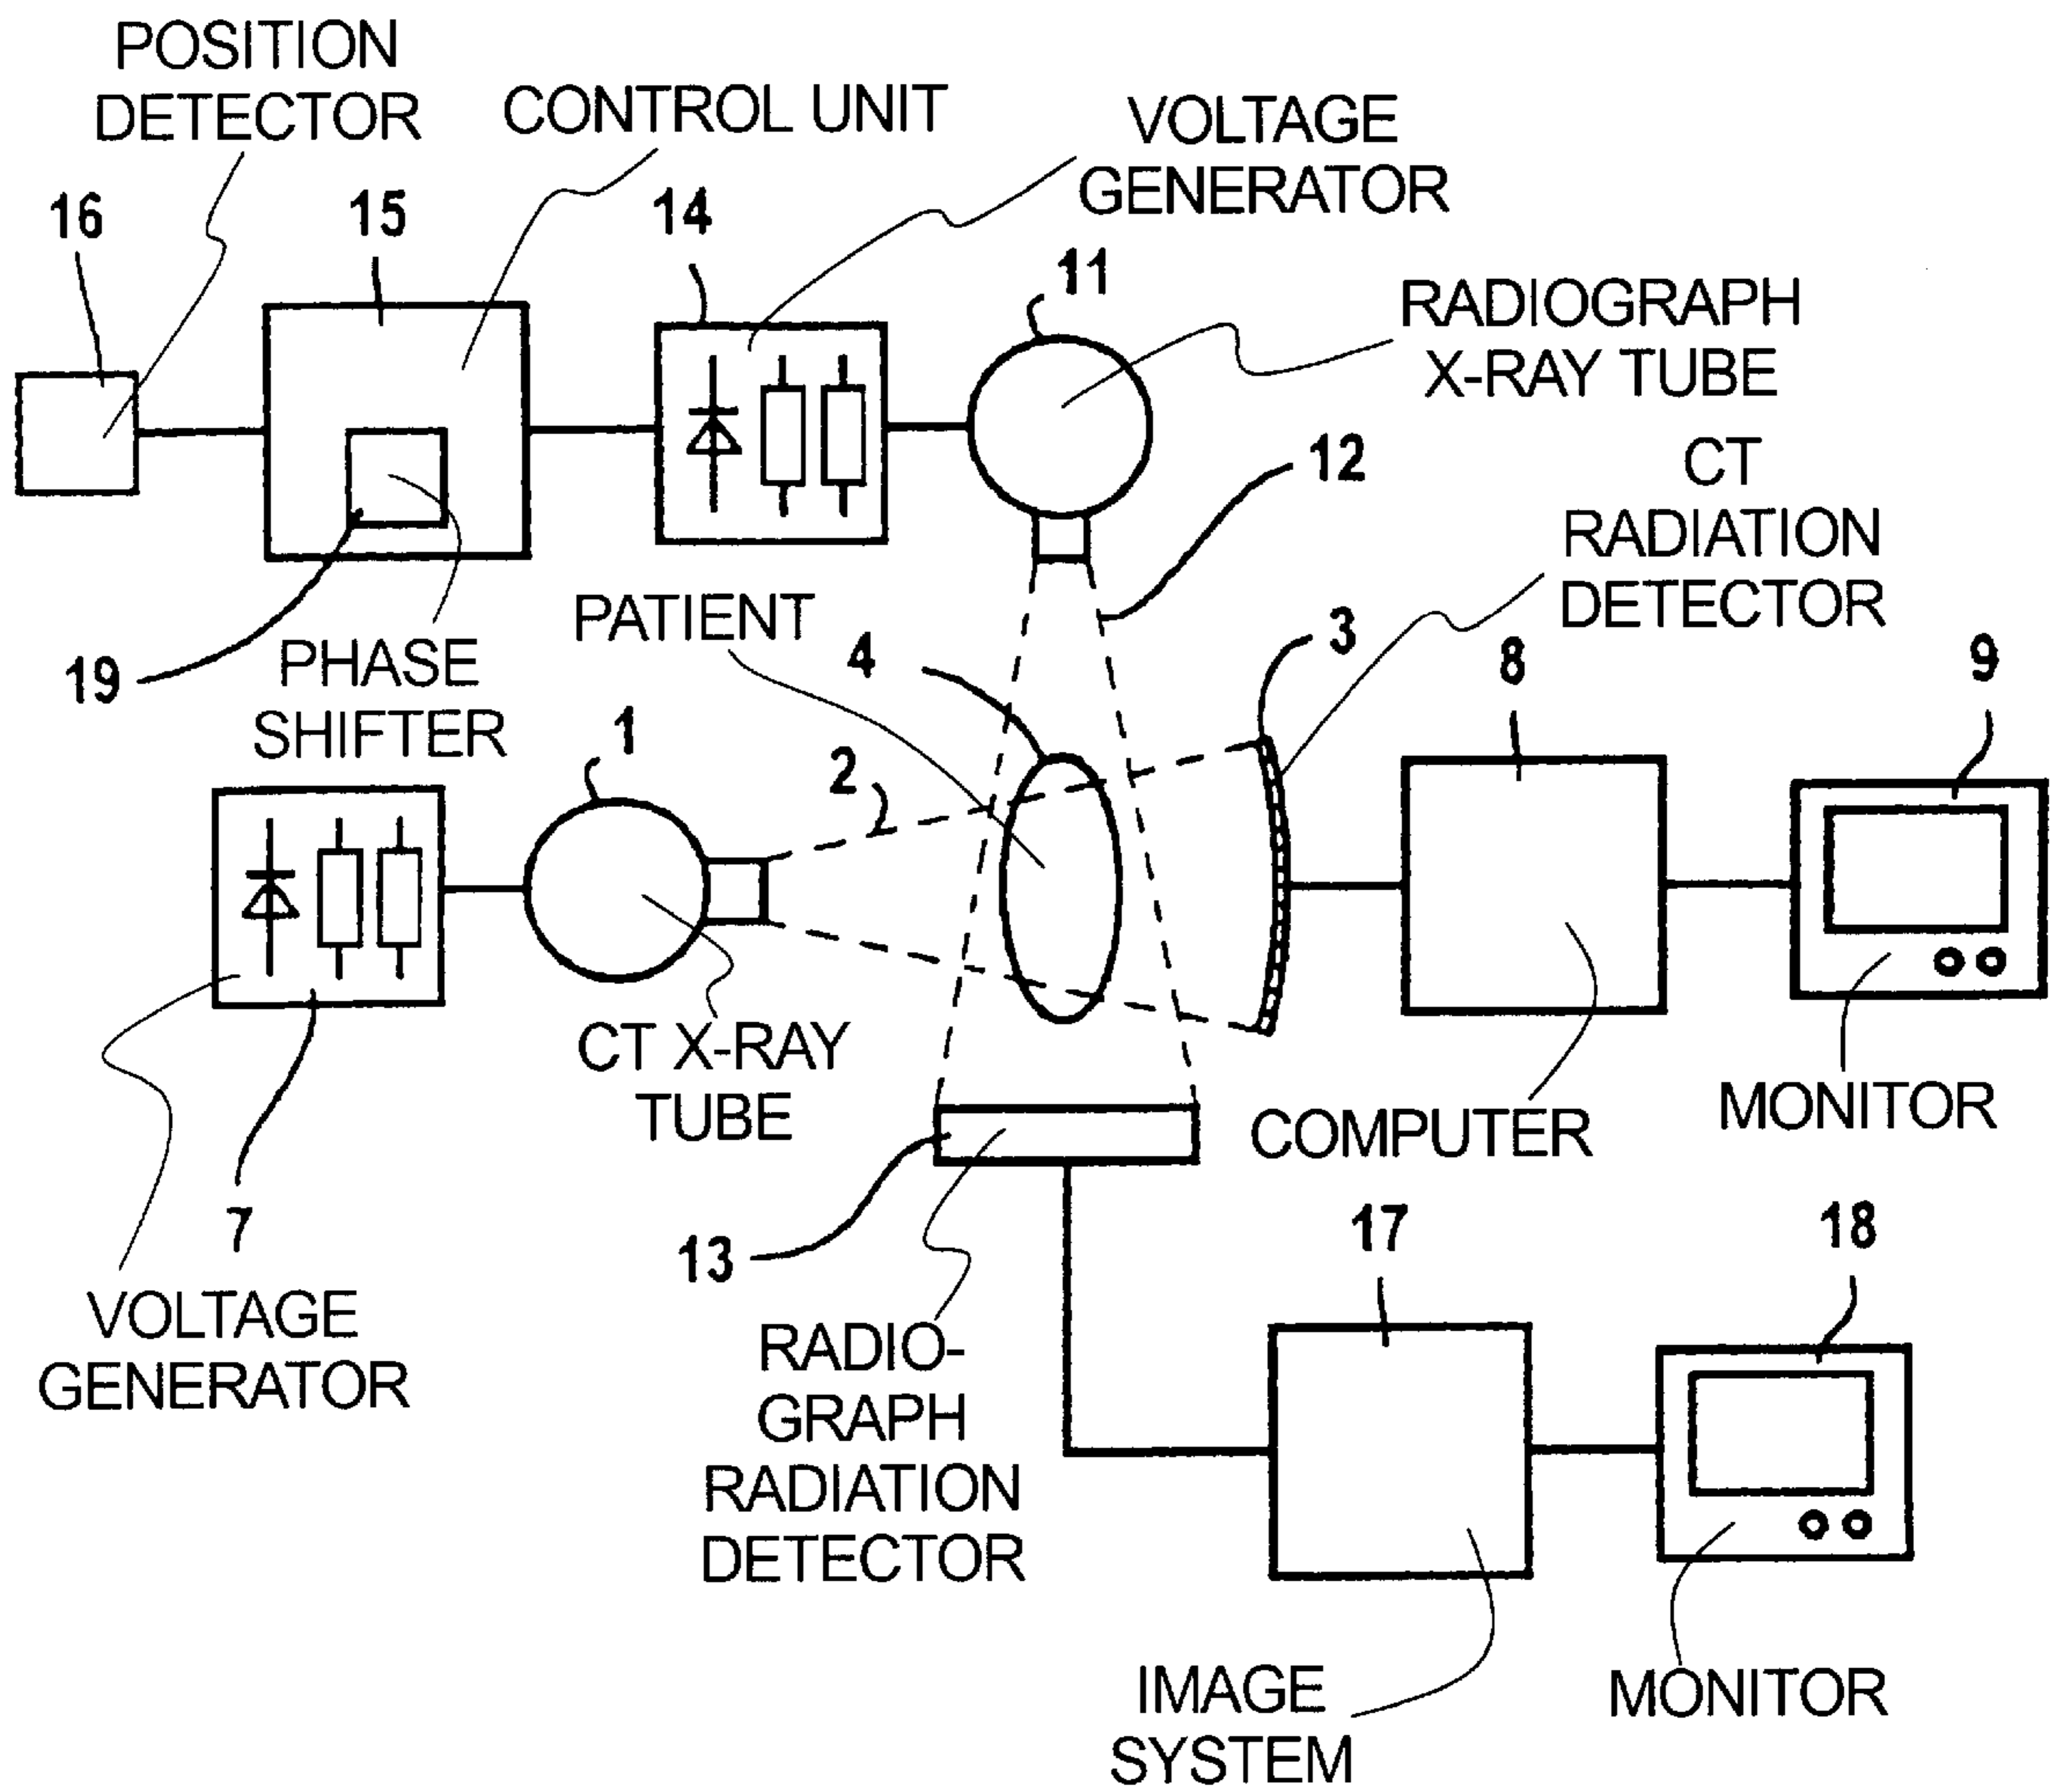 POSITION
DETECTOR
CONTROL UNIT
VOLTAGE
GENERATOR
16
15
14
11
RADIOGRAPH
X-RAY TUBE
12
CT
RADIATION
DETECTOR
PATIENT
4
3
8
9
19
PHASE
SHIFTER
1
2
CT X-RAY
TUBE
COMPUTER
MONITOR
7
13
17
18
VOLTAGE
GENERATOR
RADIO-
GRAPH
RADIATION
DETECTOR
IMAGE
SYSTEM
MONITOR